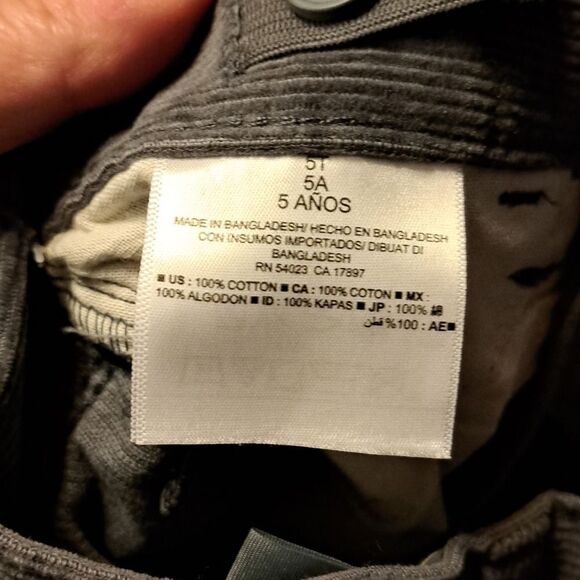 5T
5A
5 AÑOS
MADE IN BANGLADESH/ HECHO EN BANGLADESH
CON INSUMOS IMPORTADOS/ DIBUAT DI
BANGLADESH
RN 54023 CA 17897
■ US : 100% COTTON ■ CA : 100% COTON ■ MX :
100% ALGODON ■ ID : 100% KAPAS ■ JP : 100% 綿
■AE : 100% قطن